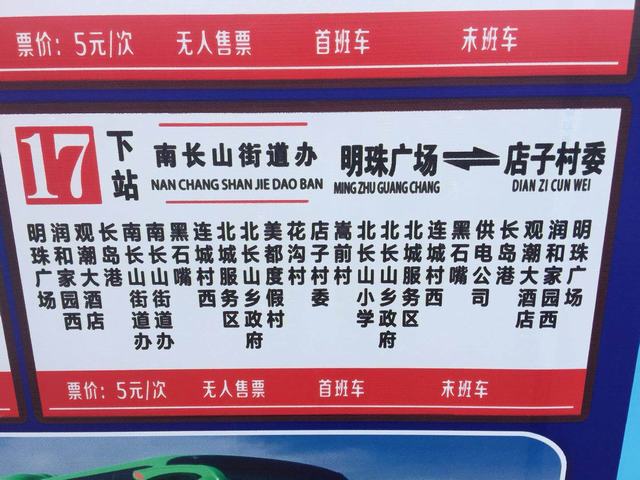 票价：5元/次 无人售票 首班车 末班车
17 下站 南长山街道办 明珠广场 ⇌ 店子村委
NAN CHANG SHAN JIE DAO BAN MING ZHU GUANG CHANG DIAN ZI CUN WEI
明珠广场
润和家园西
观潮大酒店
长岛港
南长山街道办
南长山街道办
黑石嘴
连城村西
北城服务区
北长山乡政府
美都度假村
花沟村
店子村委
嵩前村
北长山小学
北长山乡政府
北城服务区
连城村西
黑石嘴
供电公司
长岛港
观潮大酒店
润和家园西
明珠广场
票价：5元/次 无人售票 首班车 末班车